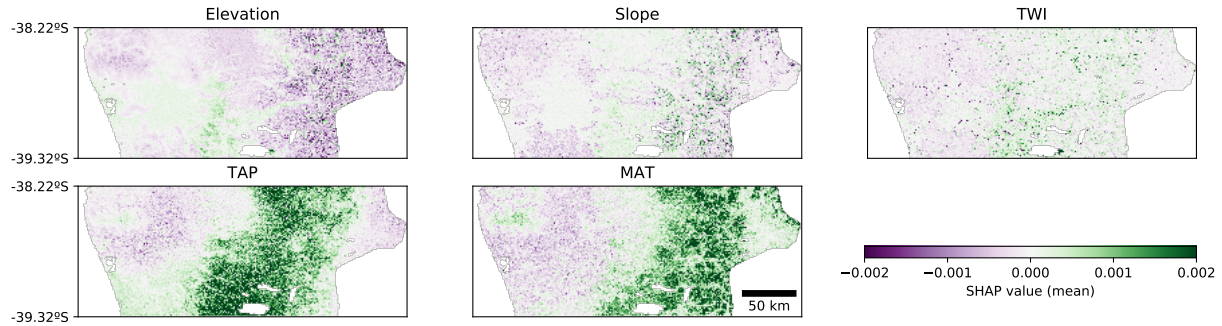 Elevation
Slope
TWI
-38.22ºS
-39.32ºS
TAP
MAT
-38.22ºS
-39.32ºS
50 km
−0.002 −0.001 0.000 0.001 0.002
SHAP value (mean)